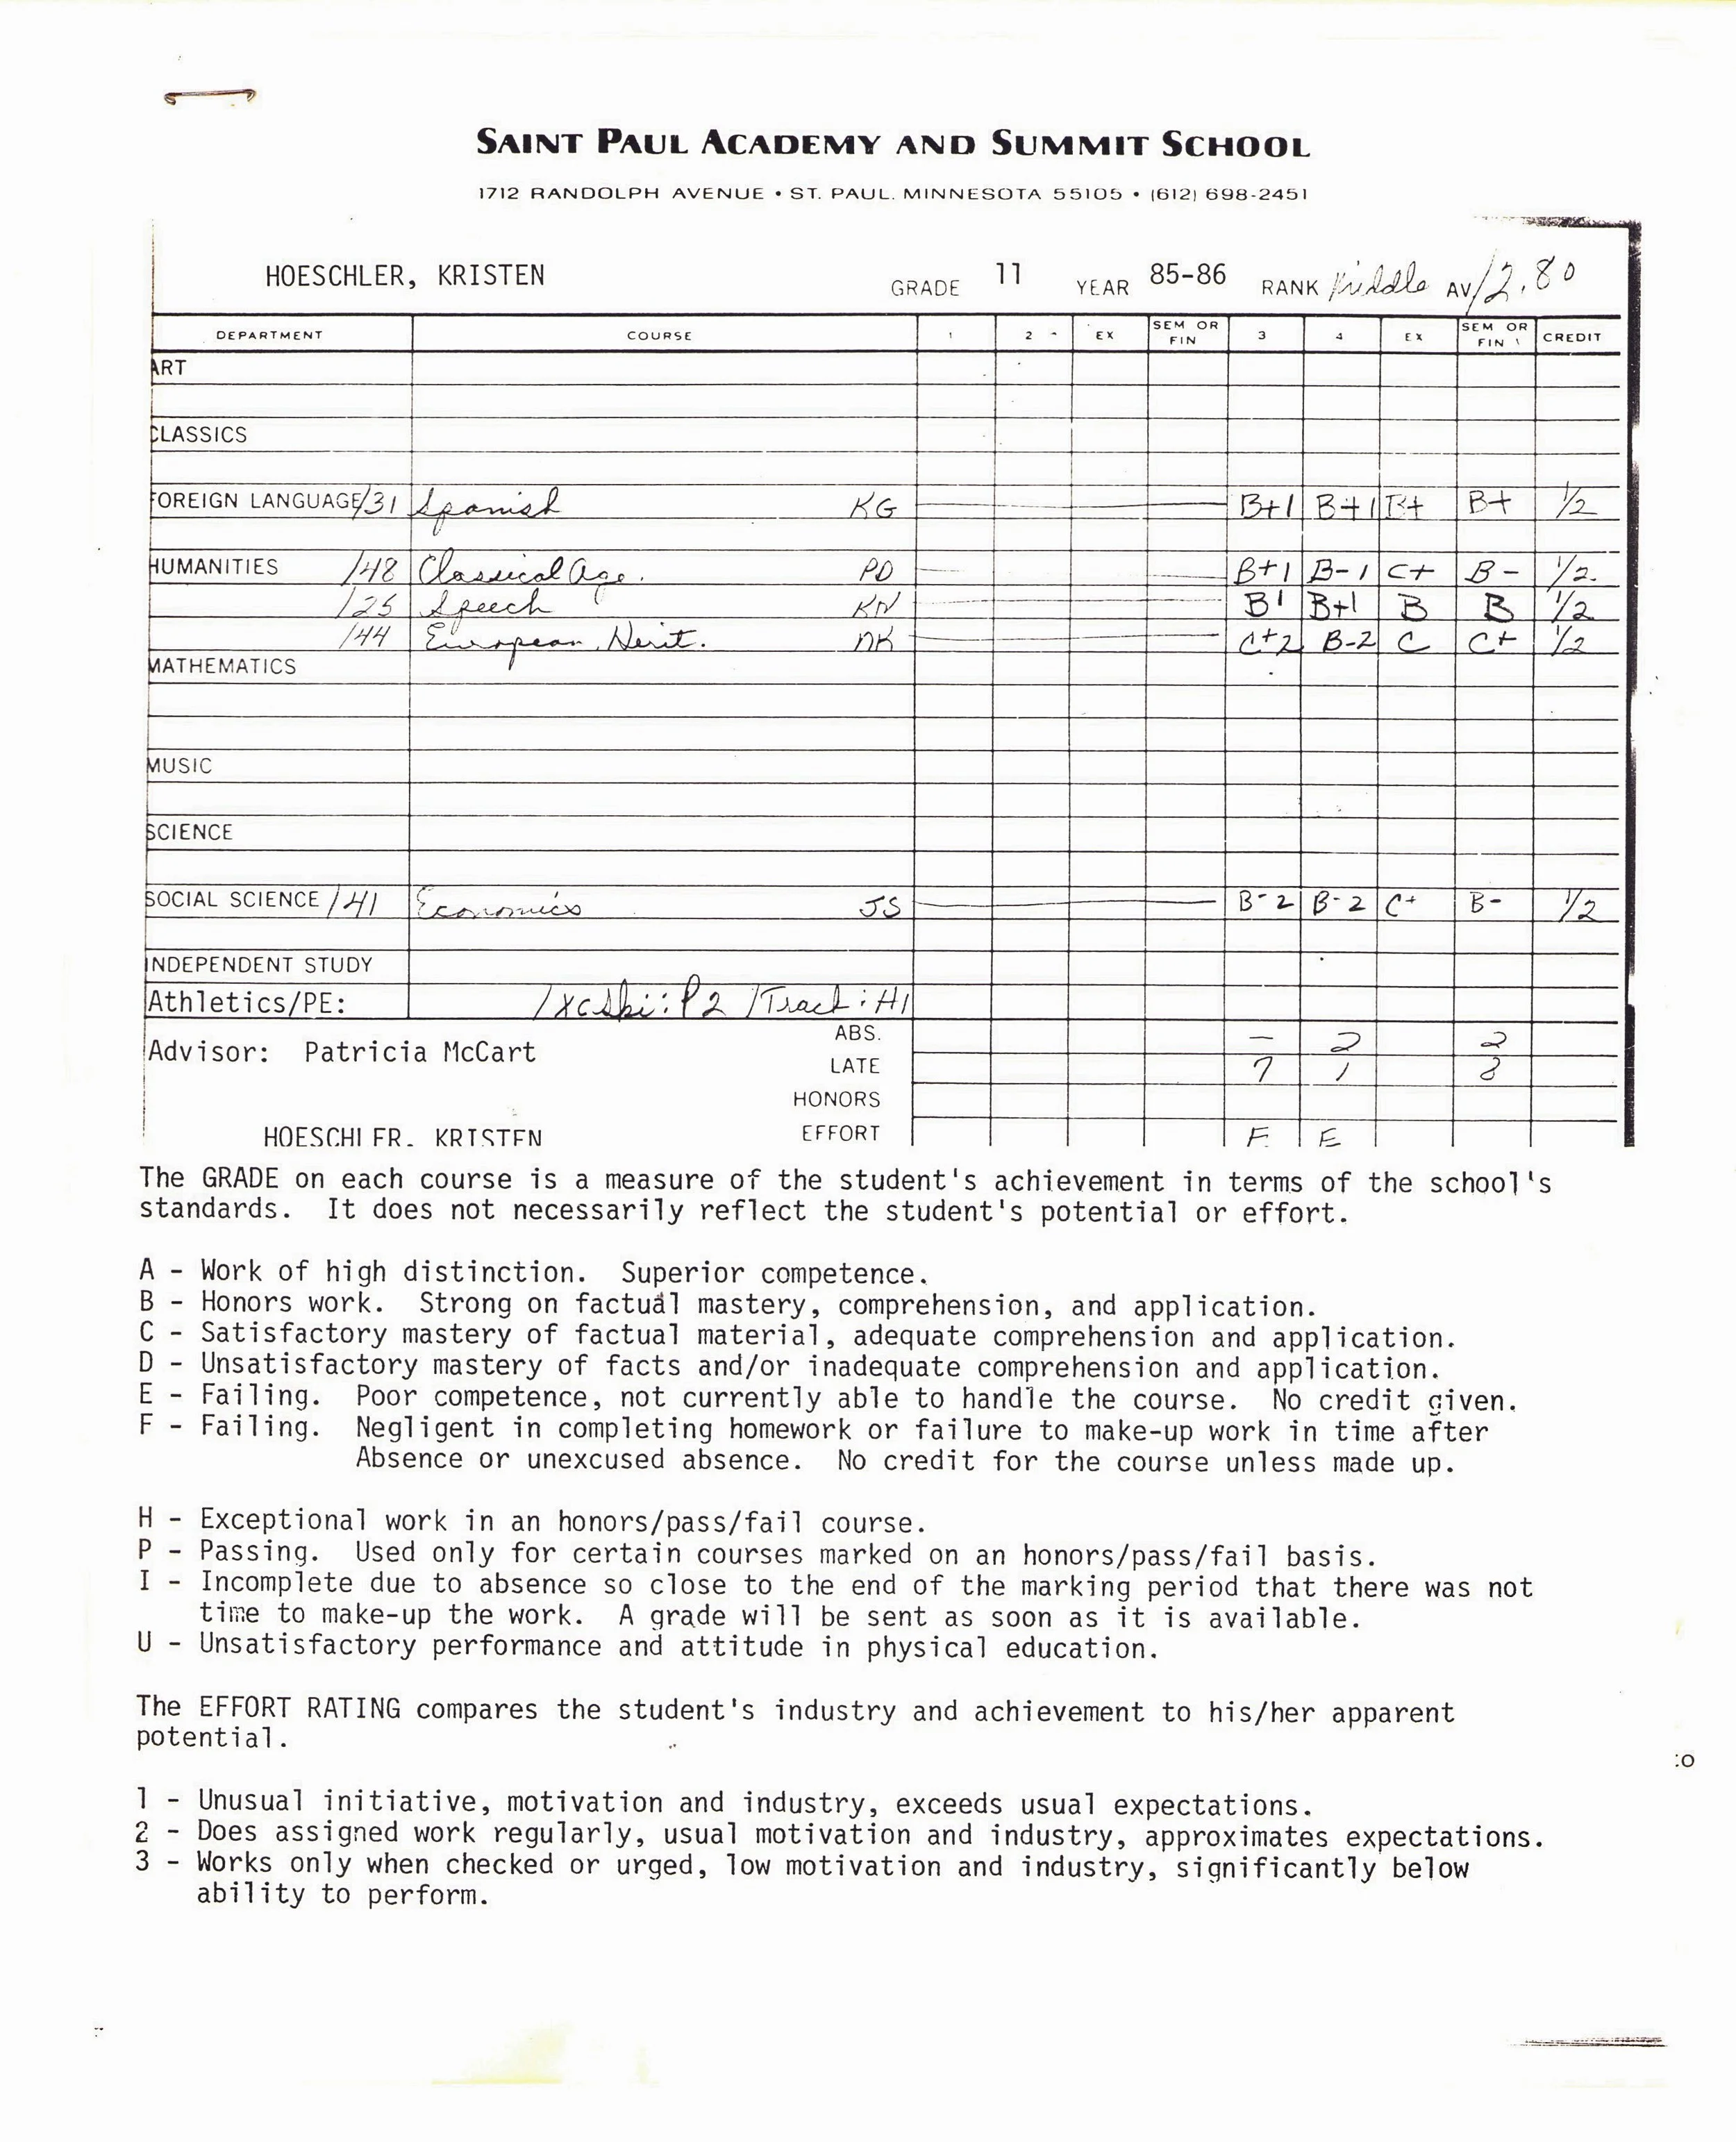 SAINT PAUL ACADEMY AND SUMMIT SCHOOL
1712 RANDOLPH AVENUE • ST. PAUL, MINNESOTA 55105 • (612) 698-2451
HOESCHLER, KRISTEN GRADE 11 YEAR 85-86 RANK Middle AV/2.80
DEPARTMENT COURSE 1 2 EX SEM OR FIN 3 4 EX SEM OR FIN CREDIT
ART
CLASSICS
FOREIGN LANGUAGE /31 Spanish KG B+1 B+1 B+ B+ 1/2
HUMANITIES /48 Classical Age. PD B+1 B-1 C+ B- 1/2
/25 Speech KN B1 B+1 B B 1/2
/44 European Herit. C+2 B-2 C C+ 1/2
MATHEMATICS
MUSIC
SCIENCE
SOCIAL SCIENCE /41 Economics JS B-2 B-2 C+ B- 1/2
INDEPENDENT STUDY
Athletics/PE: /XCSki: P2 /Track: H1
ABS. — 2 2
Advisor: Patricia McCart LATE 7 1 8
HONORS
HOESCHLER, KRISTEN EFFORT E E
The GRADE on each course is a measure of the student's achievement in terms of the school's
standards. It does not necessarily reflect the student's potential or effort.
A - Work of high distinction. Superior competence.
B - Honors work. Strong on factual mastery, comprehension, and application.
C - Satisfactory mastery of factual material, adequate comprehension and application.
D - Unsatisfactory mastery of facts and/or inadequate comprehension and application.
E - Failing. Poor competence, not currently able to handle the course. No credit given.
F - Failing. Negligent in completing homework or failure to make-up work in time after
Absence or unexcused absence. No credit for the course unless made up.
H - Exceptional work in an honors/pass/fail course.
P - Passing. Used only for certain courses marked on an honors/pass/fail basis.
I - Incomplete due to absence so close to the end of the marking period that there was not
time to make-up the work. A grade will be sent as soon as it is available.
U - Unsatisfactory performance and attitude in physical education.
The EFFORT RATING compares the student's industry and achievement to his/her apparent
potential.
:o
1 - Unusual initiative, motivation and industry, exceeds usual expectations.
2 - Does assigned work regularly, usual motivation and industry, approximates expectations.
3 - Works only when checked or urged, low motivation and industry, significantly below
ability to perform.